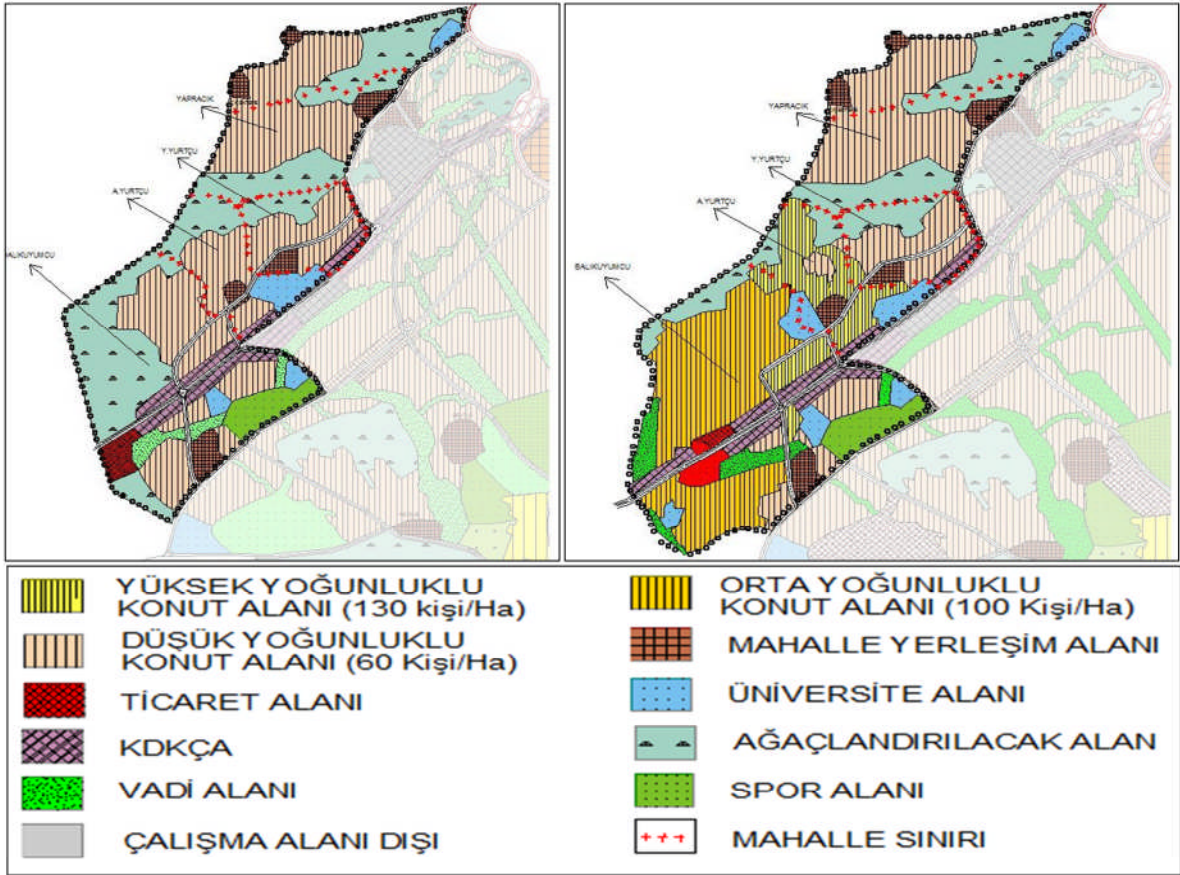 YAPRACIK
Y.YURTÇU
A.YURTÇU
ALIKUYUMCU
YAPRACIK
Y.YURTÇU
A.YURTÇU
BALIKUYUMCU
YÜKSEK YOĞUNLUKLU
KONUT ALANI (130 kişi/Ha)
DÜŞÜK YOĞUNLUKLU
KONUT ALANI (60 Kişi/Ha)
TİCARET ALANI
KDKÇA
VADİ ALANI
ÇALIŞMA ALANI DIŞI
ORTA YOĞUNLUKLU
KONUT ALANI (100 Kişi/Ha)
MAHALLE YERLEŞİM ALANI
ÜNİVERSİTE ALANI
AĞAÇLANDIRILACAK ALAN
SPOR ALANI
MAHALLE SINIRI